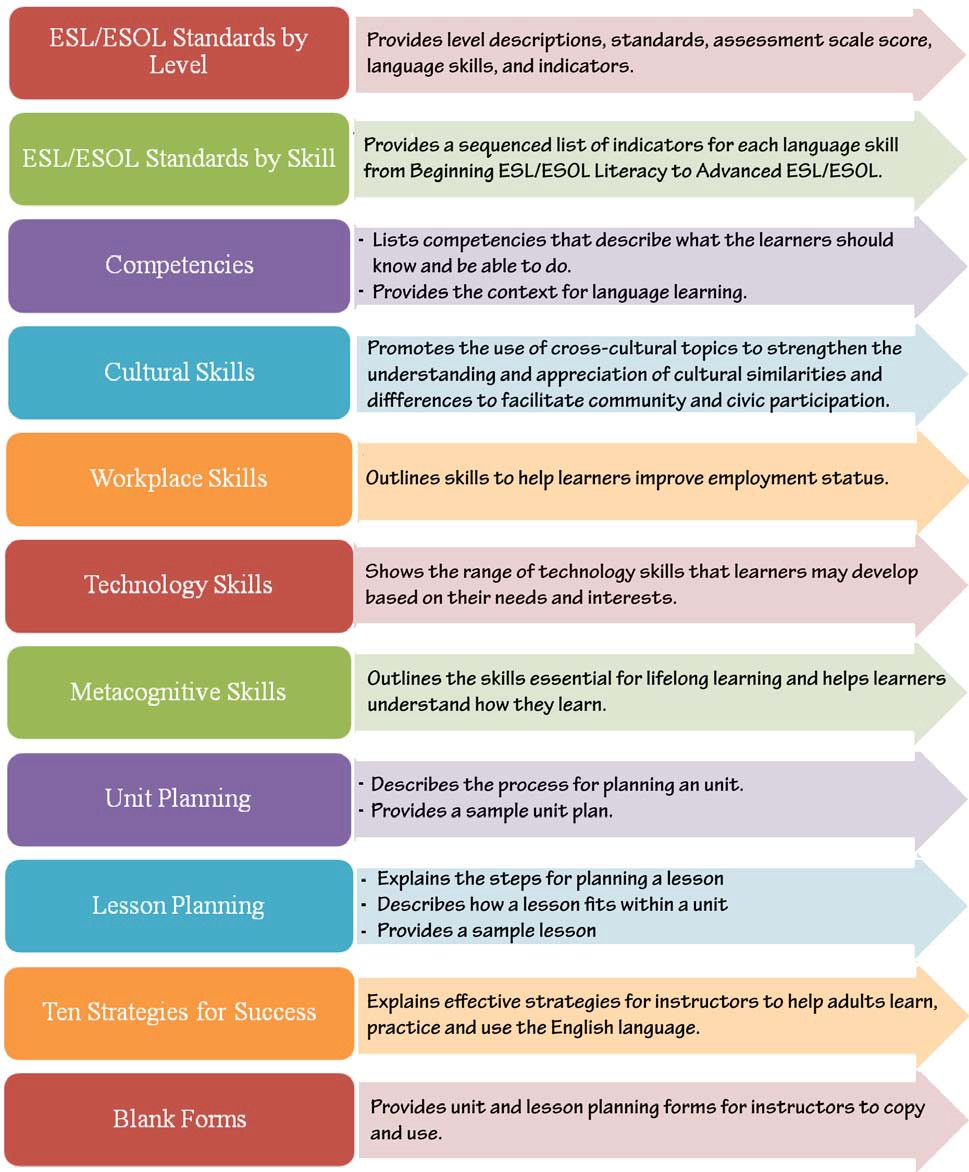 ESL/ESOL Standards by
Level
Provides level descriptions, standards, assessment scale score,
language skills, and indicators.
ESL/ESOL Standards by Skill
Provides a sequenced list of indicators for each language skill
from Beginning ESL/ESOL Literacy to Advanced ESL/ESOL.
Competencies
- Lists competencies that describe what the learners should
know and be able to do.
- Provides the context for language learning.
Cultural Skills
Promotes the use of cross-cultural topics to strengthen the
understanding and appreciation of cultural similarities and
diffferences to facilitate community and civic participation.
Workplace Skills
Outlines skills to help learners improve employment status.
Technology Skills
Shows the range of technology skills that learners may develop
based on their needs and interests.
Metacognitive Skills
Outlines the skills essential for lifelong learning and helps learners
understand how they learn.
Unit Planning
- Describes the process for planning an unit.
- Provides a sample unit plan.
Lesson Planning
- Explains the steps for planning a lesson
- Describes how a lesson fits within a unit
- Provides a sample lesson
Ten Strategies for Success
Explains effective strategies for instructors to help adults learn,
practice and use the English language.
Blank Forms
Provides unit and lesson planning forms for instructors to copy
and use.